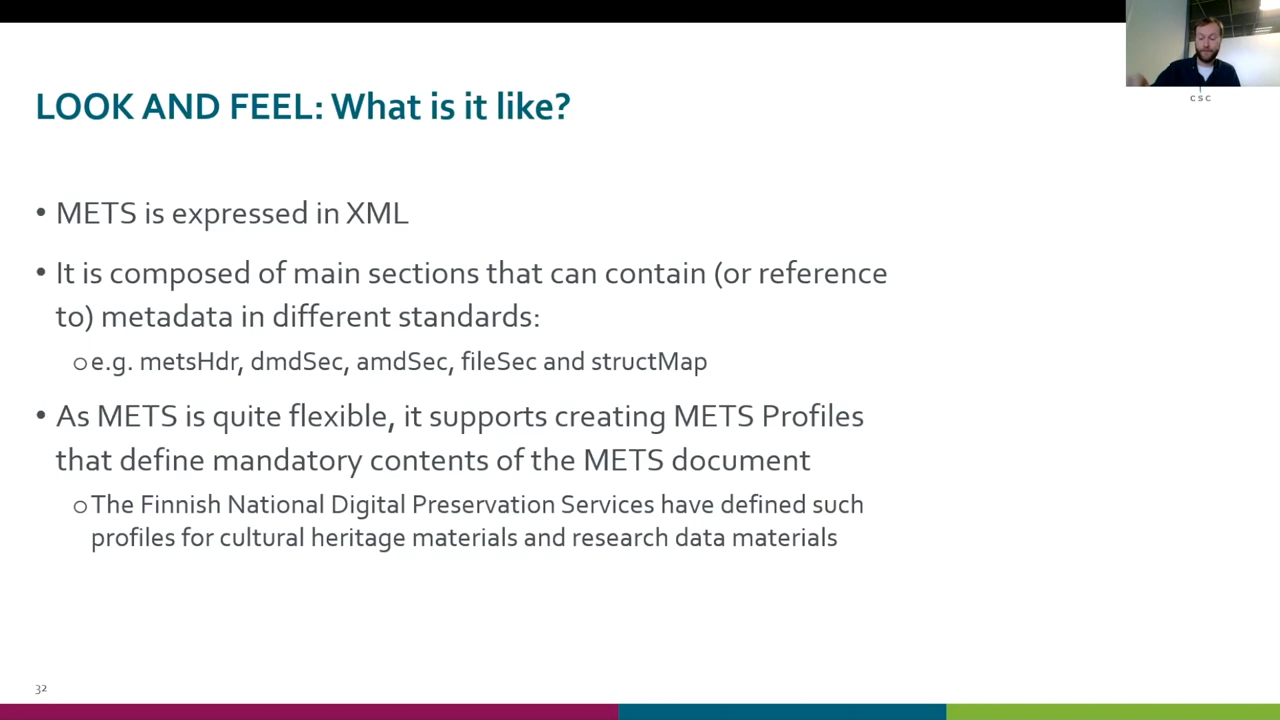 csc
LOOK AND FEEL: What is it like?
• METS is expressed in XML
• It is composed of main sections that can contain (or reference
to) metadata in different standards:
o e.g. metsHdr, dmdSec, amdSec, fileSec and structMap
• As METS is quite flexible, it supports creating METS Profiles
that define mandatory contents of the METS document
o The Finnish National Digital Preservation Services have defined such
profiles for cultural heritage materials and research data materials
32